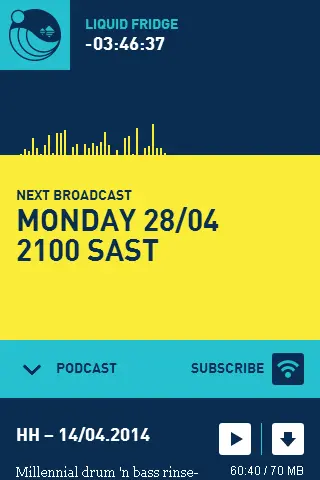 LIQUID FRIDGE
-03:46:37
NEXT BROADCAST
MONDAY 28/04
2100 SAST
PODCAST
SUBSCRIBE
HH – 14/04.2014
Millennial drum 'n bass rinse-
60:40 / 70 MB